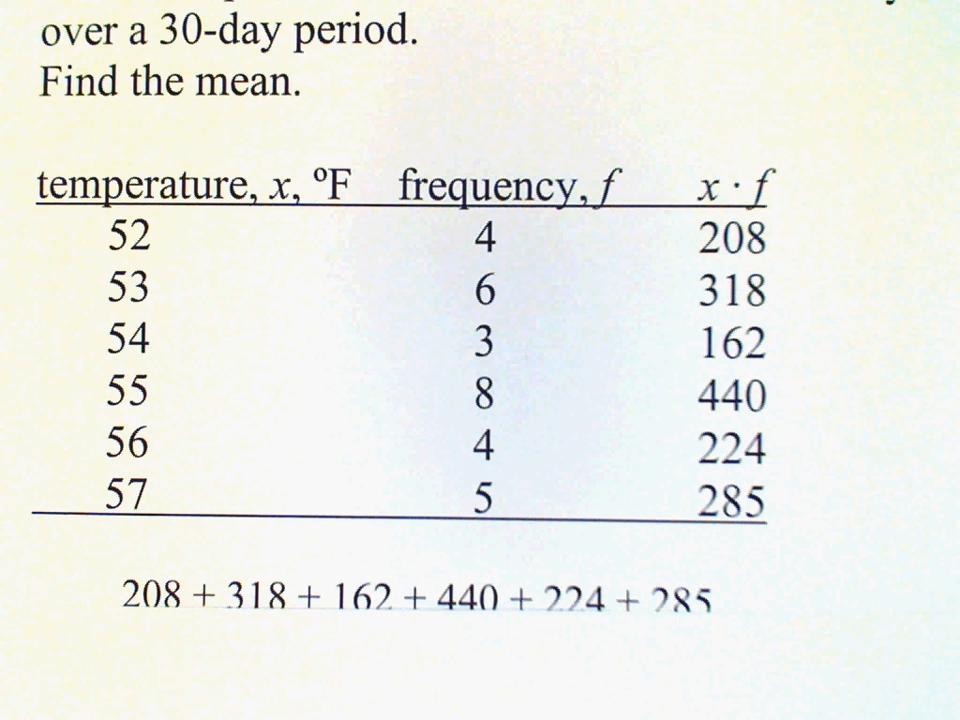 over a 30-day period.
Find the mean.
temperature, x, ºF frequency, f x · f
52 4 208
53 6 318
54 3 162
55 8 440
56 4 224
57 5 285
208 + 318 + 162 + 440 + 224 + 285